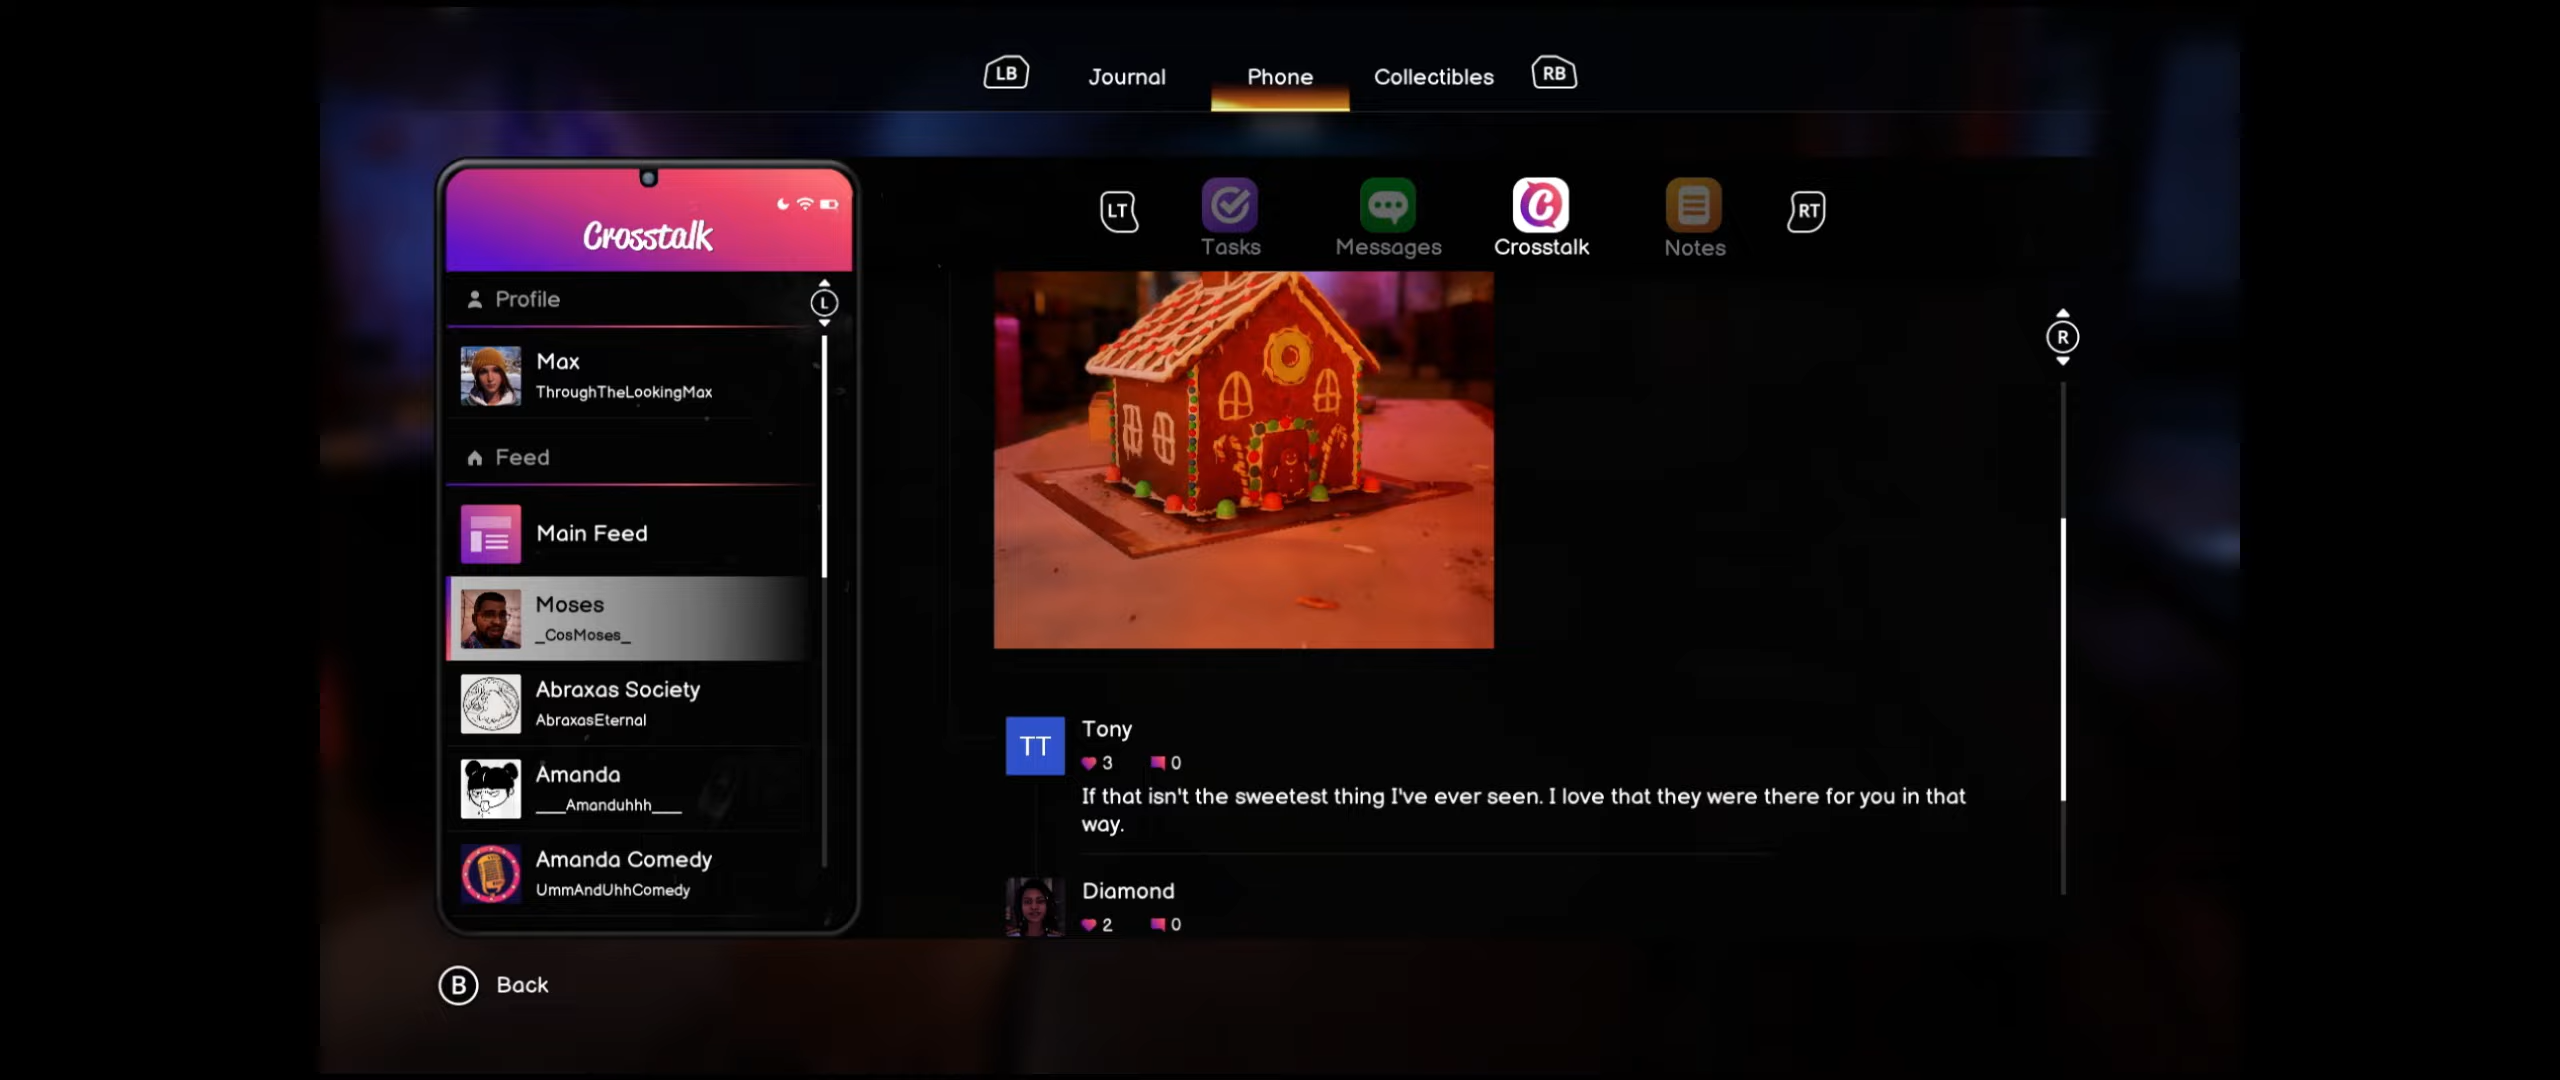 LB Journal Phone Collectibles RB
Crosstalk
Profile
L
Max
ThroughTheLookingMax
Feed
Main Feed
Moses
_CosMoses_
Abraxas Society
AbraxasEternal
Amanda
___Amanduhhh___
Amanda Comedy
UmmAndUhhComedy
LT Tasks Messages Crosstalk Notes RT
R
TT Tony
3 0
If that isn't the sweetest thing I've ever seen. I love that they were there for you in that
way.
Diamond
2 0
B Back